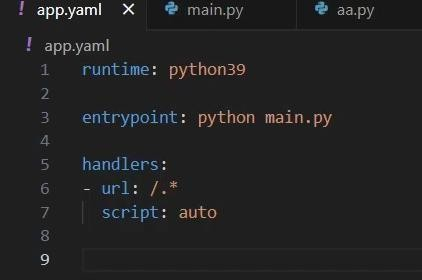 ! app.yaml × main.py aa.py
! app.yaml
1 runtime: python39
2
3 entrypoint: python main.py
4
5 handlers:
6 - url: /.*
7 script: auto
8
9